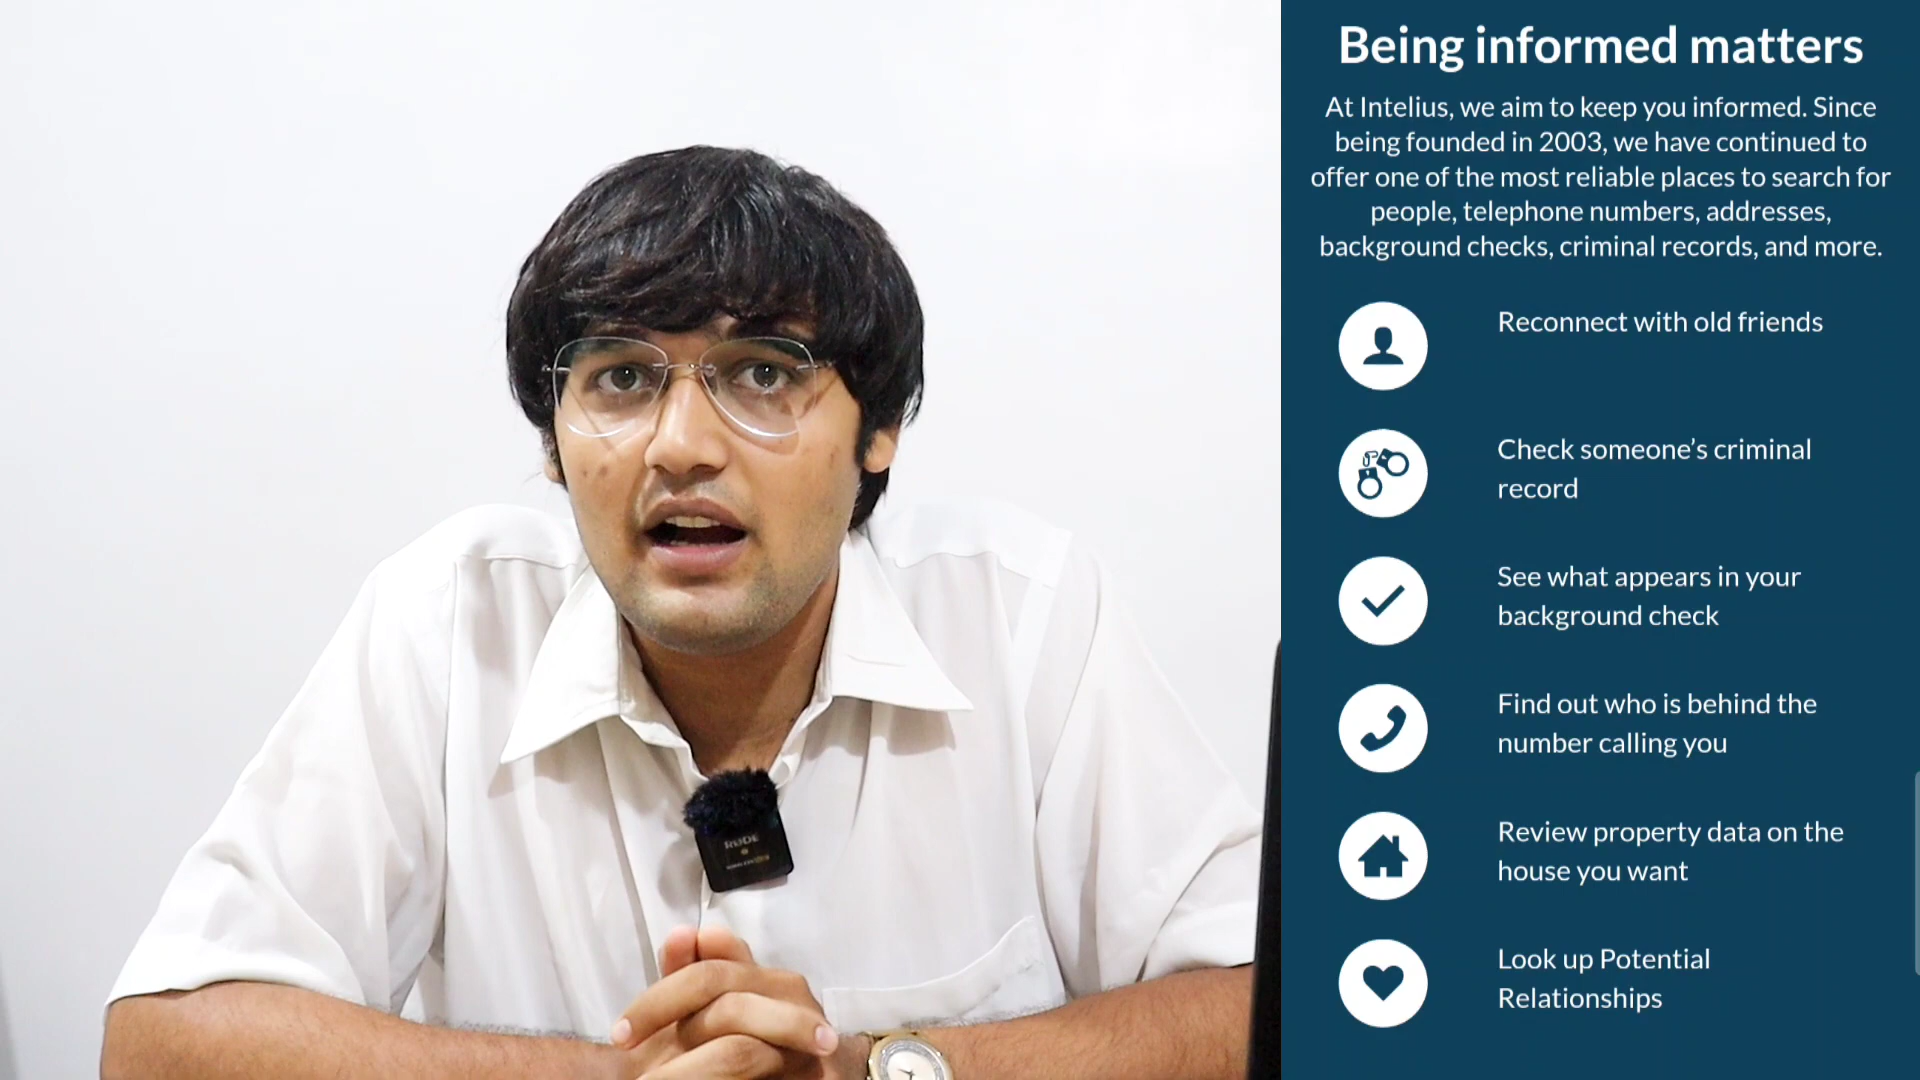 Being informed matters
At Intelius, we aim to keep you informed. Since
being founded in 2003, we have continued to
offer one of the most reliable places to search for
people, telephone numbers, addresses,
background checks, criminal records, and more.
Reconnect with old friends
Check someone’s criminal
record
See what appears in your
background check
Find out who is behind the
number calling you
Review property data on the
house you want
Look up Potential
Relationships
RØDE